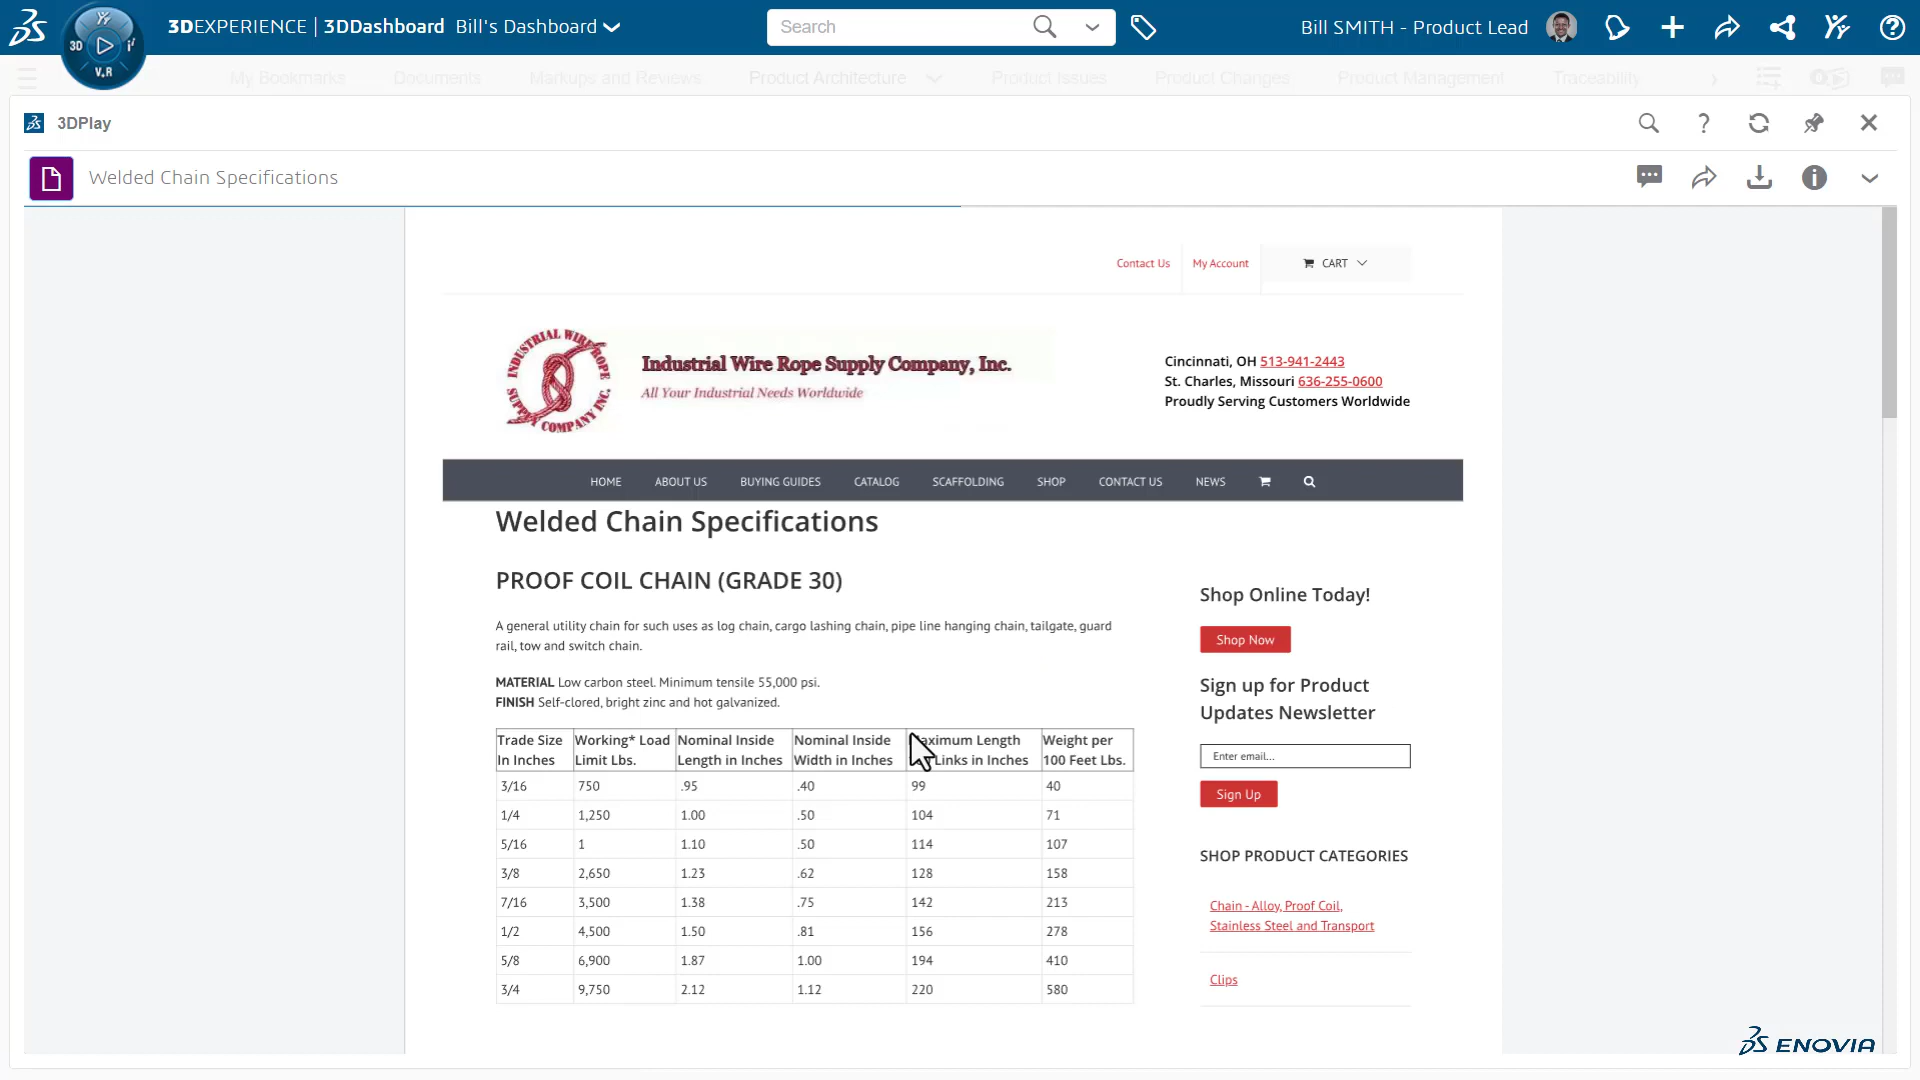 3DEXPERIENCE | 3DDashboard Bill's Dashboard
Search
Bill SMITH - Product Lead
3D
V.R
My Bookmarks Documents Markups and Reviews Product Architecture Product Issues Product Changes Product Management Traceability
3DPlay
Welded Chain Specifications
Contact Us My Account CART
INDUSTRIAL WIRE ROPE SUPPLY COMPANY INC.
Industrial Wire Rope Supply Company, Inc.
All Your Industrial Needs Worldwide
Cincinnati, OH 513-941-2443
St. Charles, Missouri 636-255-0600
Proudly Serving Customers Worldwide
HOME ABOUT US BUYING GUIDES CATALOG SCAFFOLDING SHOP CONTACT US NEWS
Welded Chain Specifications
PROOF COIL CHAIN (GRADE 30)
A general utility chain for such uses as log chain, cargo lashing chain, pipe line hanging chain, tailgate, guard
rail, tow and switch chain.
MATERIAL Low carbon steel. Minimum tensile 55,000 psi.
FINISH Self-clored, bright zinc and hot galvanized.
Trade Size Working* Load Nominal Inside Nominal Inside Maximum Length Weight per
In Inches Limit Lbs. Length in Inches Width in Inches Links in Inches 100 Feet Lbs.
3/16 750 .95 .40 99 40
1/4 1,250 1.00 .50 104 71
5/16 1 1.10 .50 114 107
3/8 2,650 1.23 .62 128 158
7/16 3,500 1.38 .75 142 213
1/2 4,500 1.50 .81 156 278
5/8 6,900 1.87 1.00 194 410
3/4 9,750 2.12 1.12 220 580
Shop Online Today!
Shop Now
Sign up for Product
Updates Newsletter
Enter email...
Sign Up
SHOP PRODUCT CATEGORIES
Chain - Alloy, Proof Coil,
Stainless Steel and Transport
Clips
ENOVIA